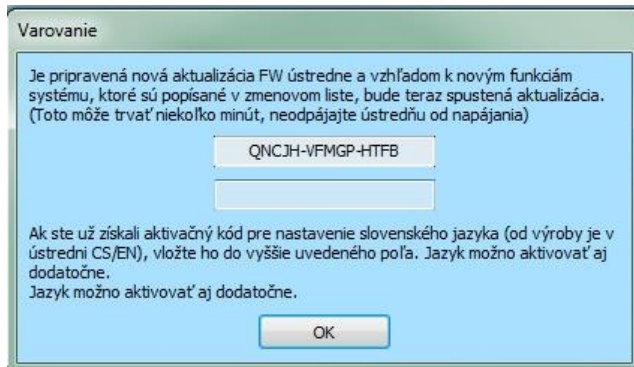 Varovanie
Je pripravená nová aktualizácia FW ústredne a vzhľadom k novým funkciám
systému, ktoré sú popísané v zmenovom liste, bude teraz spustená aktualizácia.
(Toto môže trvať niekoľko minút, neodpájajte ústredňu od napájania)
QNCJH-VFMGP-HTFB
Ak ste už získali aktivačný kód pre nastavenie slovenského jazyka (od výroby je v
ústredni CS/EN), vložte ho do vyššie uvedeného poľa. Jazyk možno aktivovať aj
dodatočne.
Jazyk možno aktivovať aj dodatočne.
OK